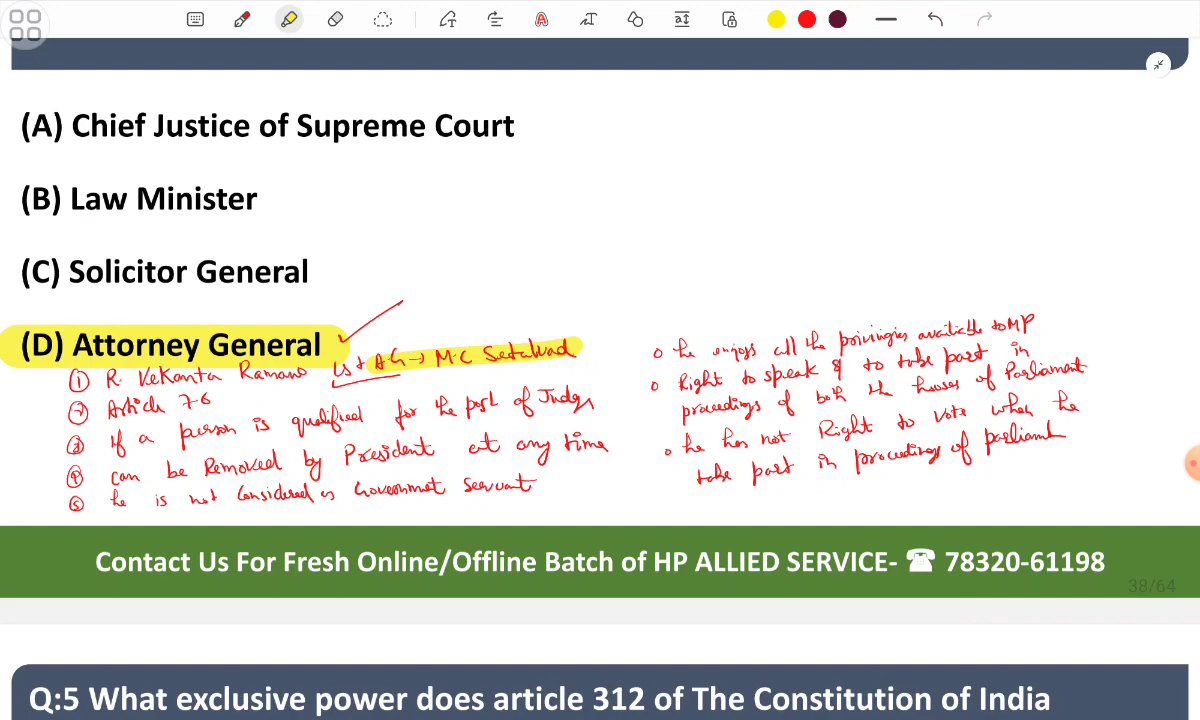 (A) Chief Justice of Supreme Court
(B) Law Minister
(C) Solicitor General
(D) Attorney General
① R. Vekanta Ramano Ist AG → M.C Setalvad
② Article 76
③ If a person is qualified for the post of Judge
④ can be Removed by President at any time
⑤ he is not Considered as Government servant
o he enjoys all the privilegies available to MP
o Right to speak & to take part in
proceedings of both the houses of Parliament
o he has not Right to vote when he
take part in proceedings of parliament
Contact Us For Fresh Online/Offline Batch of HP ALLIED SERVICE- ☎ 78320-61198
38/64
Q:5 What exclusive power does article 312 of The Constitution of India